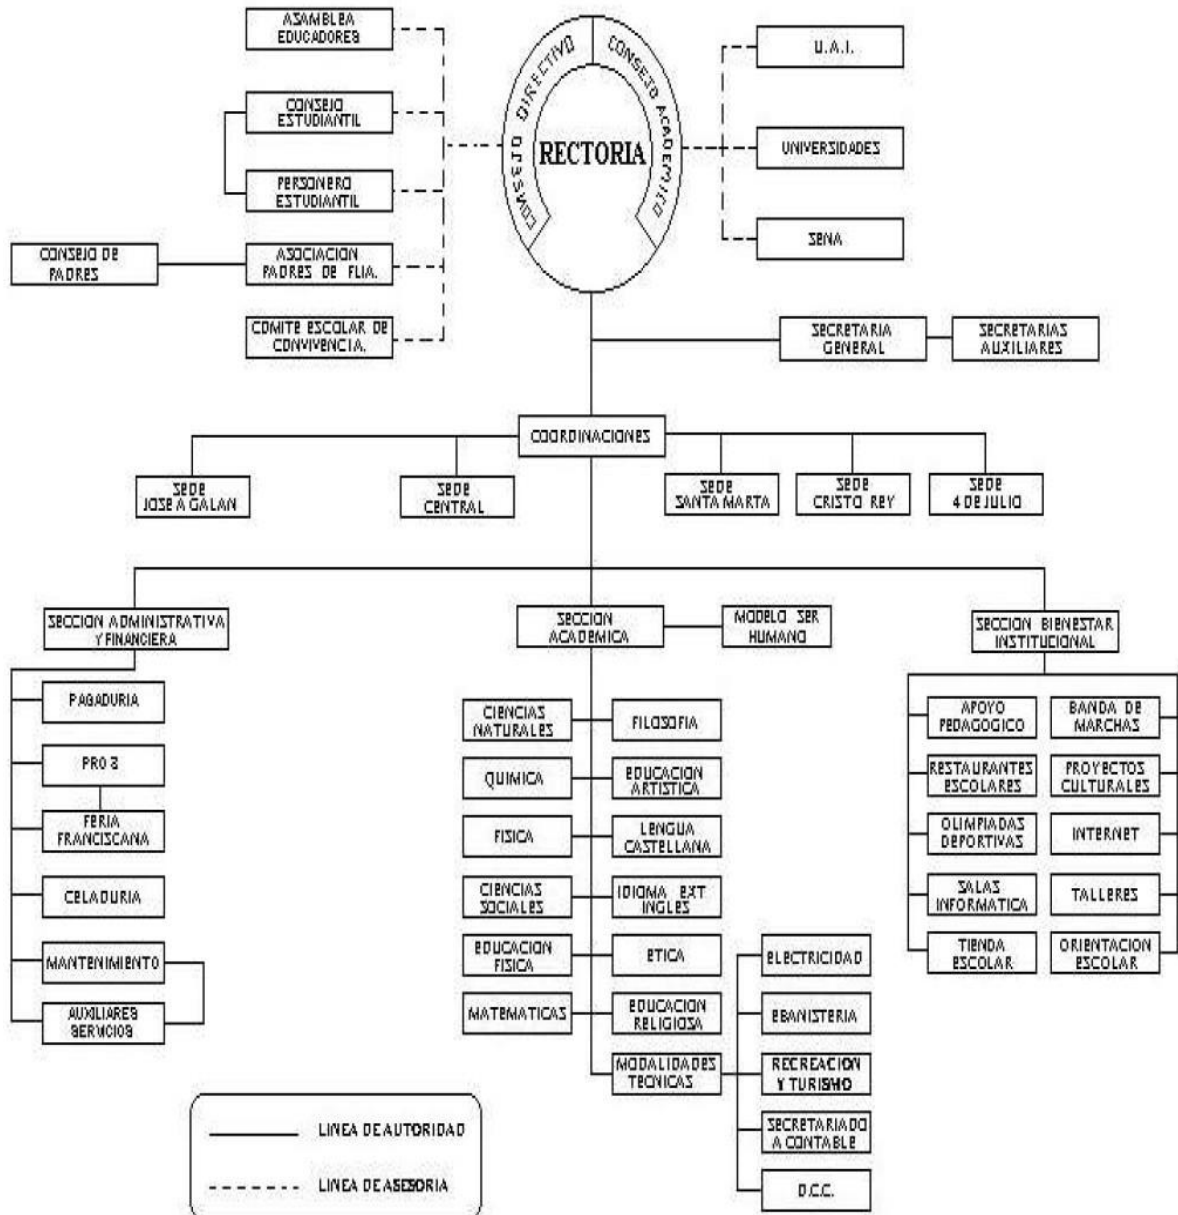 AZAMBLEA
EDUCADORES
CONSEJO
ESTUDIANTIL
PERSONERO
ESTUDIANTIL
CONSEJO DE
PADRES
ASOCIACION
PADRES DE FLIA.
COMITE ESCOLAR DE
CONVIVENCIA.
CONSEJO DIRECTIVO
CONSEJO ACADEMICO
RECTORIA
U.A.I.
UNIVERSIDADES
SENA
SECRETARIA
GENERAL
SECRETARIAS
AUXILIARES
COORDINACIONES
SEDE
JOSE A GALAN
SEDE
CENTRAL
SEDE
SANTA MARTA
SEDE
CRISTO REY
SEDE
4 DE JULIO
SECCION ADMINISTRATIVA
Y FINANCIERA
SECCION
ACADEMICA
MODELO SER
HUMANO
SECCION BIENESTAR
INSTITUCIONAL
PAGADURIA
PRO S
FERIA
FRANCISCANA
CELADURIA
MANTENIMIENTO
AUXILIARES
SERVICIOS
CIENCIAS
NATURALES
FILOSOFIA
QUIMICA
EDUCACION
ARTISTICA
FISICA
LENGUA
CASTELLANA
CIENCIAS
SOCIALES
IDIOMA EXT
INGLES
EDUCACION
FISICA
ETICA
MATEMATICAS
EDUCACION
RELIGIOSA
MODALIDADES
TECNICAS
ELECTRICIDAD
EBANISTERIA
RECREACION
Y TURISMO
SECRETARIADO
A CONTABLE
D.C.C.
APOYO
PEDAGOGICO
BANDA DE
MARCHAS
RESTAURANTES
ESCOLARES
PROYECTOS
CULTURALES
OLIMPIADAS
DEPORTIVAS
INTERNET
SALAS
INFORMATICA
TALLERES
TIENDA
ESCOLAR
ORIENTACION
ESCOLAR
LINEA DE AUTORIDAD
LINEA DE ASESORIA